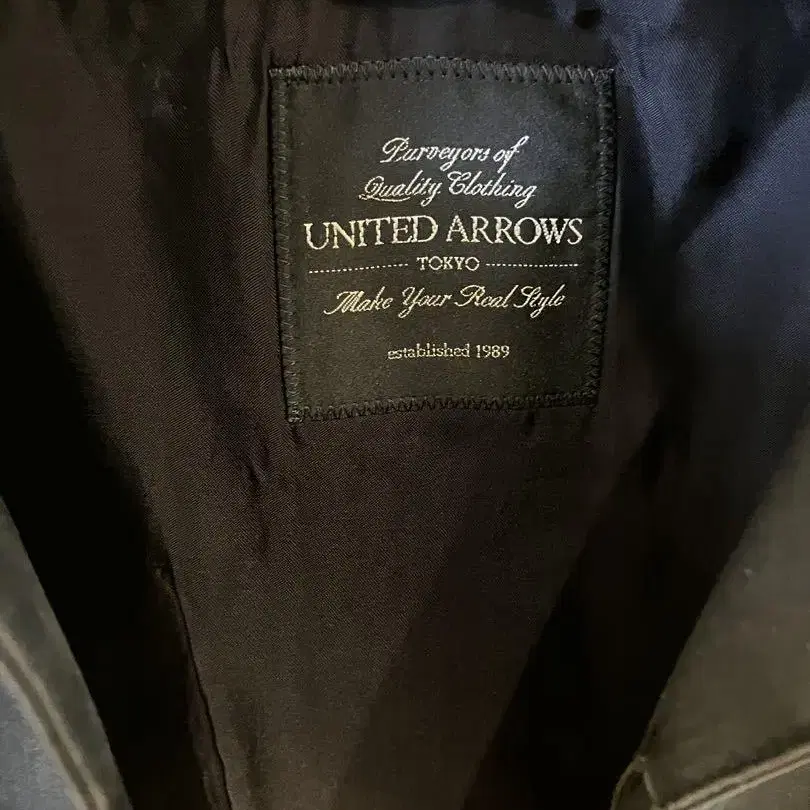 Purveyors of
Quality Clothing
UNITED ARROWS
TOKYO
Make Your Real Style
established 1989